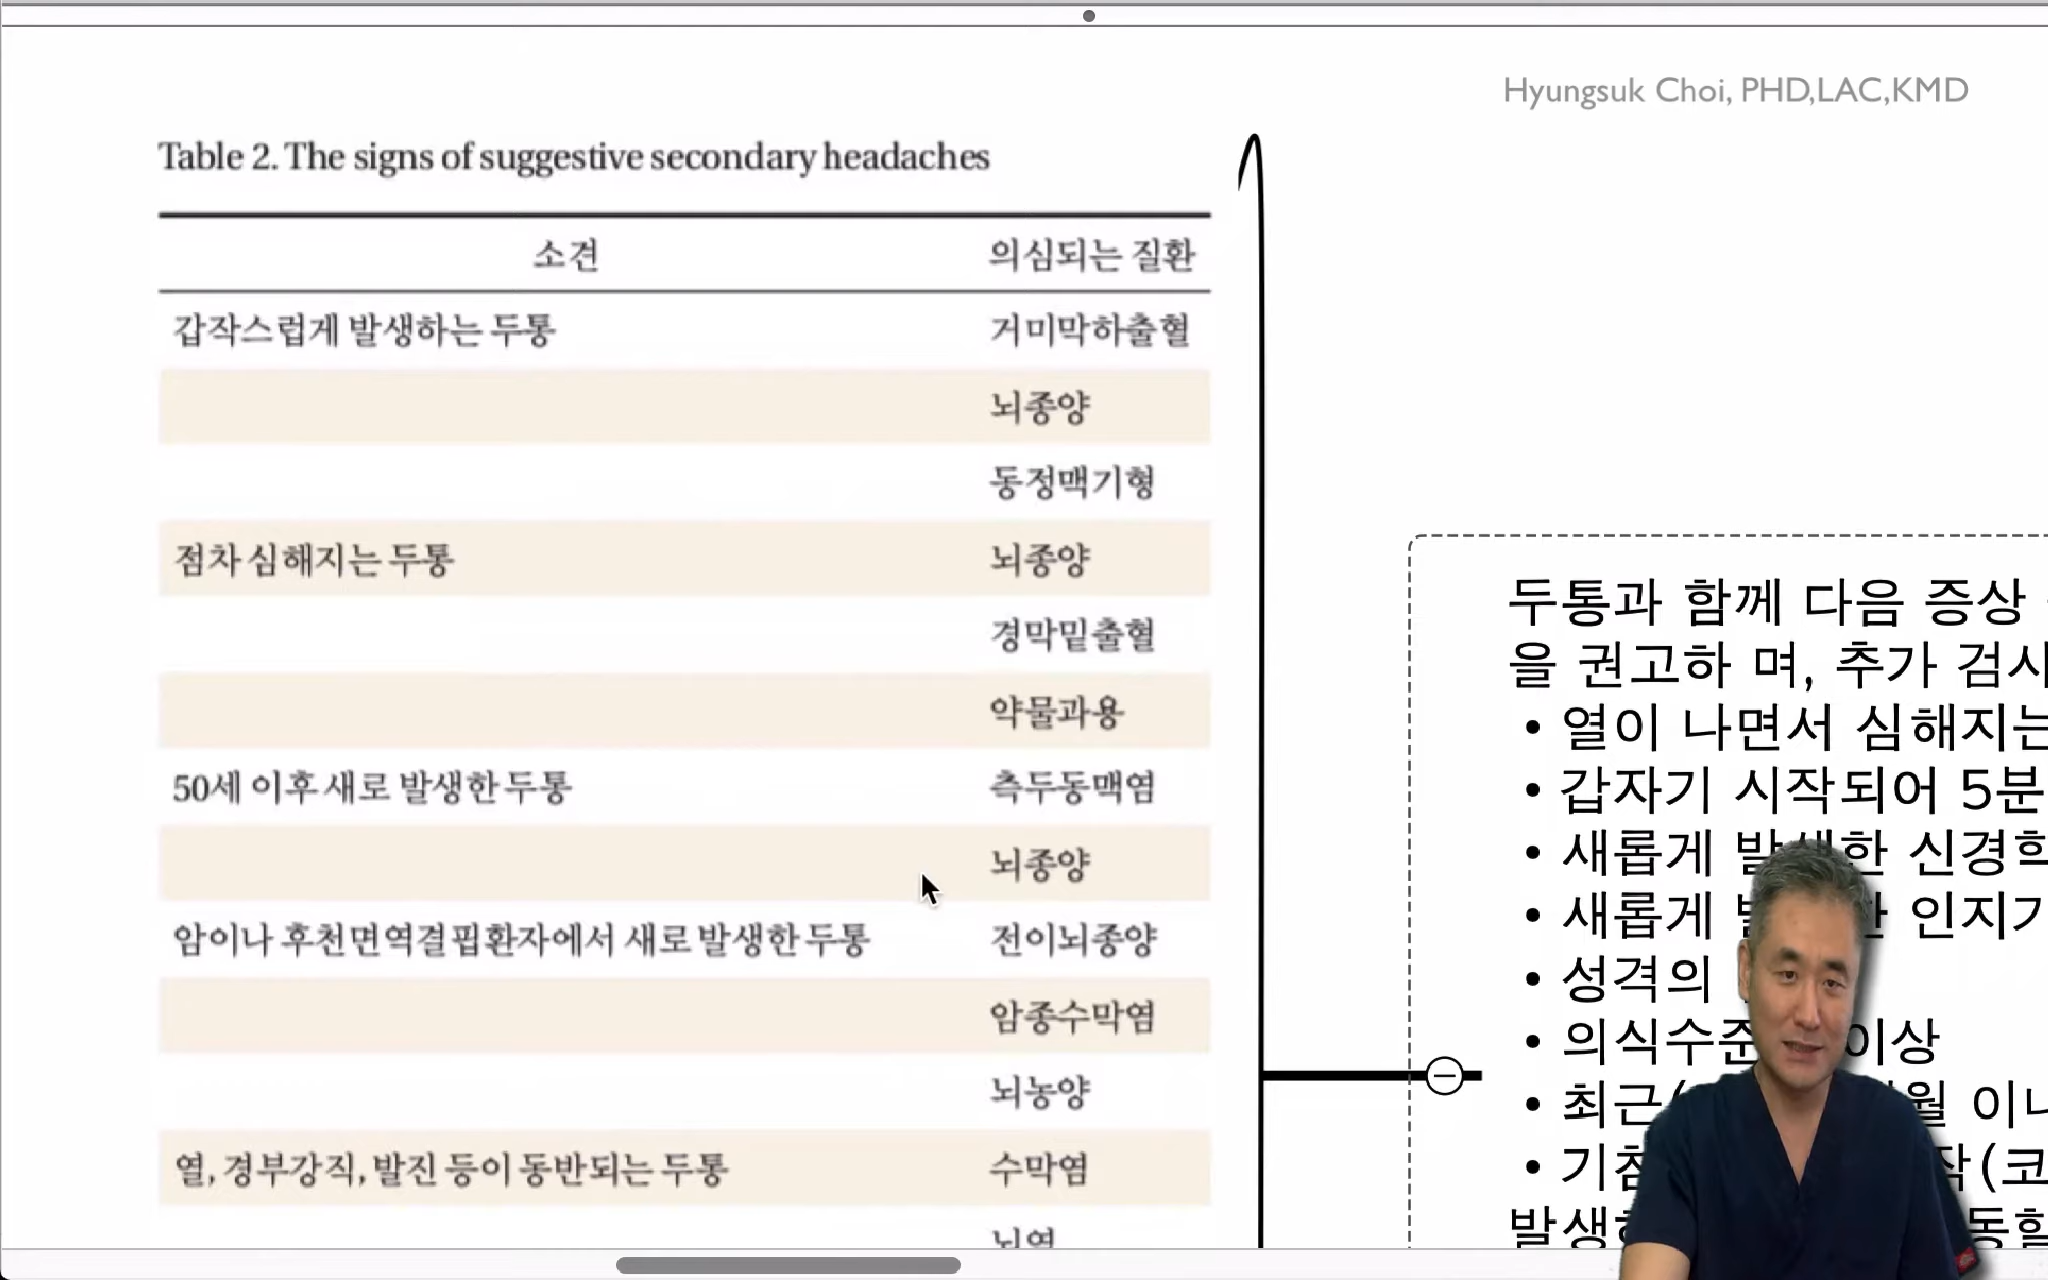 Hyungsuk Choi, PHD,LAC,KMD
Table 2. The signs of suggestive secondary headaches
소견 의심되는 질환
갑작스럽게 발생하는 두통 거미막하출혈
뇌종양
동정맥기형
점차 심해지는 두통 뇌종양
경막밑출혈
약물과용
50세 이후 새로 발생한 두통 측두동맥염
뇌종양
암이나 후천면역결핍환자에서 새로 발생한 두통 전이뇌종양
암종수막염
뇌농양
열, 경부강직, 발진 등이 동반되는 두통 수막염
두통과 함께 다음 증상
을 권고하 며, 추가 검사
• 열이 나면서 심해지는
• 갑자기 시작되어 5분
• 새롭게 한
• 새롭게
• 성격의
• 의식수준 이상
• 최근( 월
•